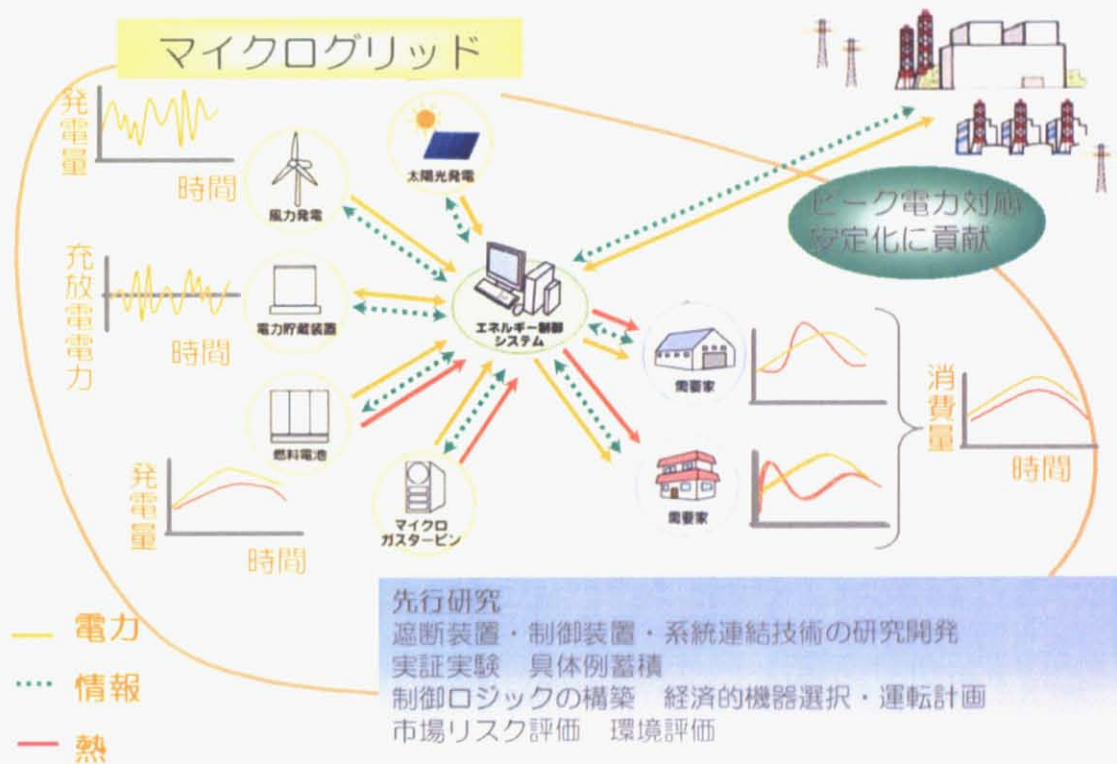 マイクログリッド
発電量
時間
風力発電
太陽光発電
ピーク電力対応
安定化に貢献
充放電電力
時間
電力貯蔵装置
エネルギー制御
システム
需要家
消費量
時間
燃料電池
発電量
時間
マイクロ
ガスタービン
需要家
電力
情報
熱
先行研究
遮断装置・制御装置・系統連結技術の研究開発
実証実験 具体例蓄積
制御ロジックの構築 経済的機器選択・運転計画
市場リスク評価 環境評価